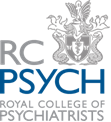 RC
PSYCH
ROYAL COLLEGE OF
PSYCHIATRISTS